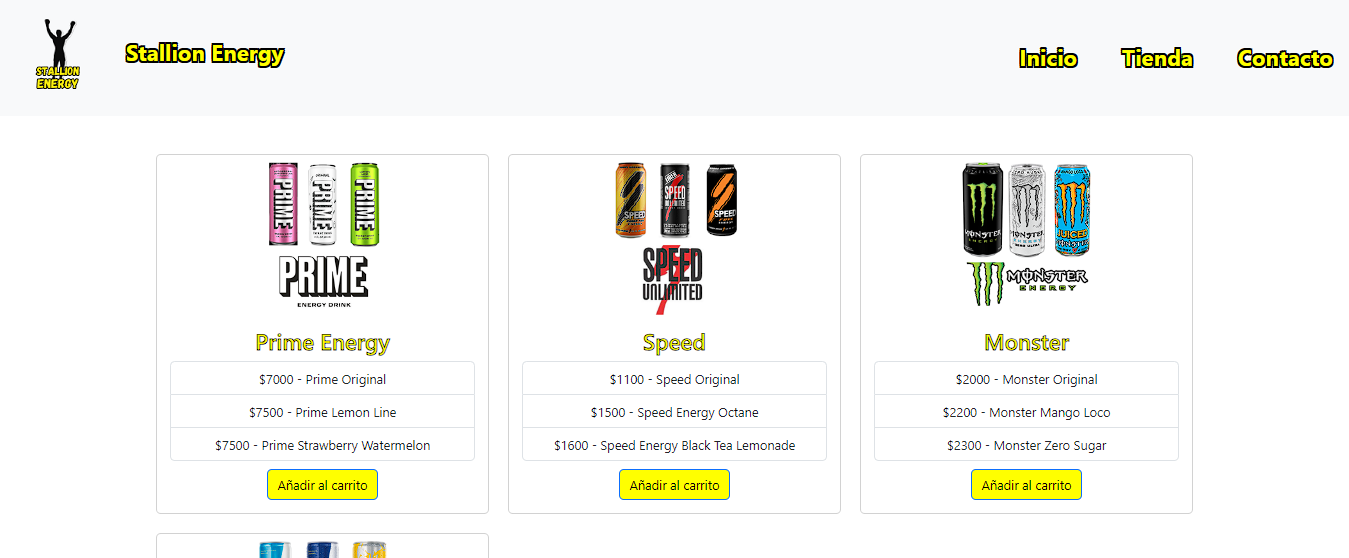 STALLION
ENERGY
Stallion Energy
Inicio
Tienda
Contacto
PRIME PRIME PRIME
PRIME
ENERGY DRINK
Prime Energy
$7000 - Prime Original
$7500 - Prime Lemon Line
$7500 - Prime Strawberry Watermelon
Añadir al carrito
SPEED SPEED UNLIMITED SPEED
SPEED
UNLIMITED
Speed
$1100 - Speed Original
$1500 - Speed Energy Octane
$1600 - Speed Energy Black Tea Lemonade
Añadir al carrito
MONSTER MONSTER JUICED MONSTER
MONSTER
ENERGY
Monster
$2000 - Monster Original
$2200 - Monster Mango Loco
$2300 - Monster Zero Sugar
Añadir al carrito